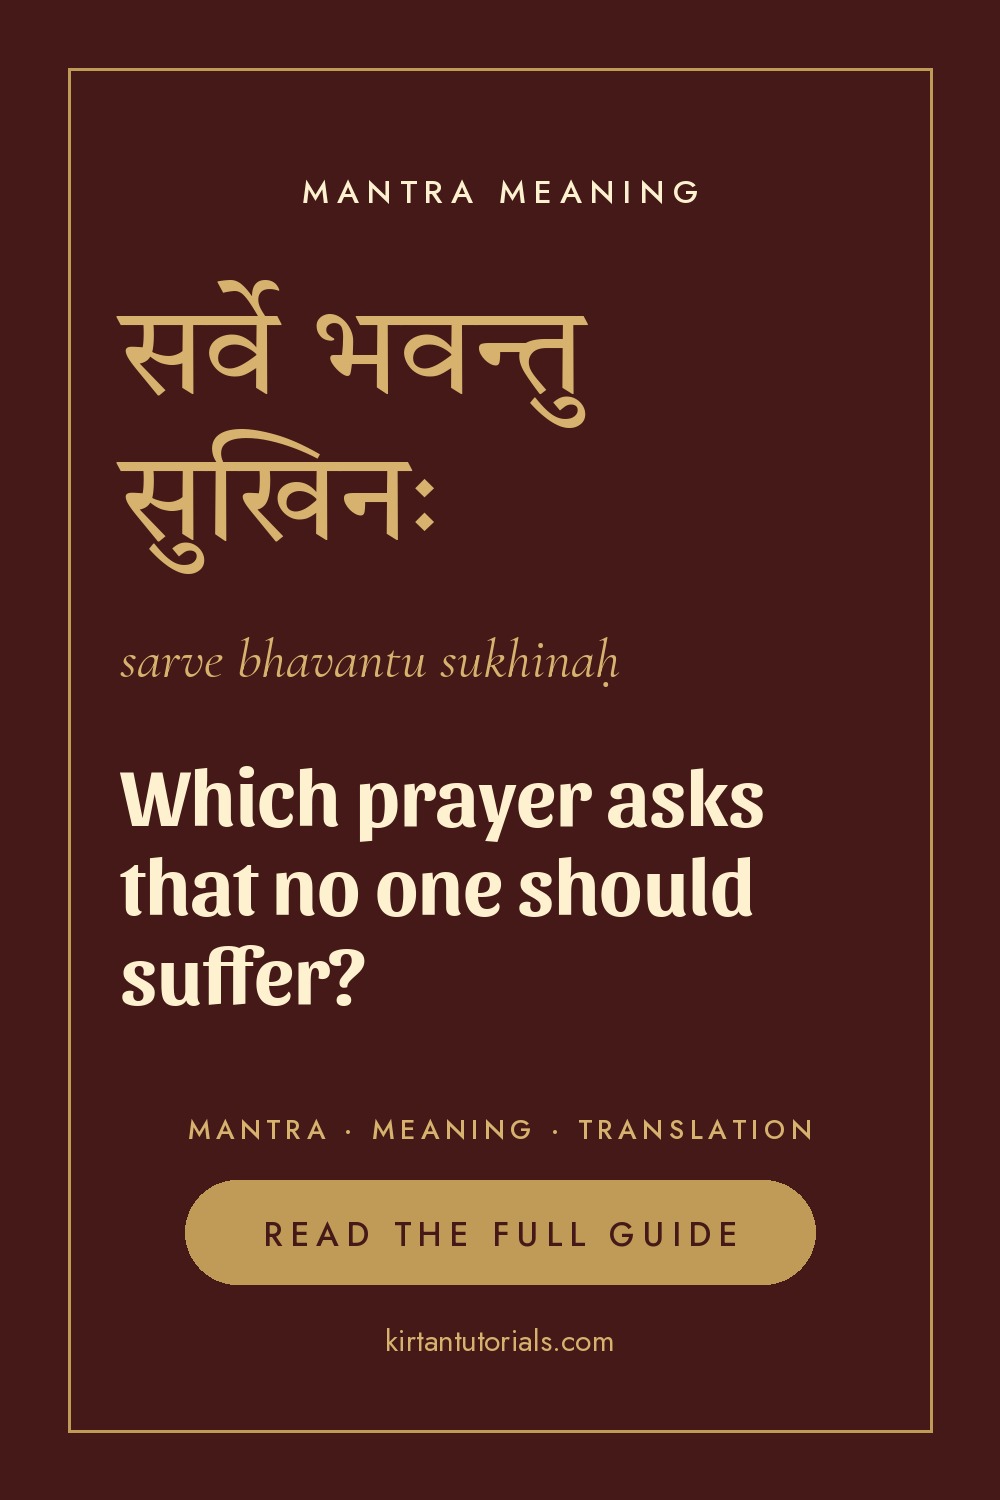 MANTRA MEANING
सर्वे भवन्तु
सुखिनः
sarve bhavantu sukhinaḥ
Which prayer asks
that no one should
suffer?
MANTRA · MEANING · TRANSLATION
READ THE FULL GUIDE
kirtantutorials.com